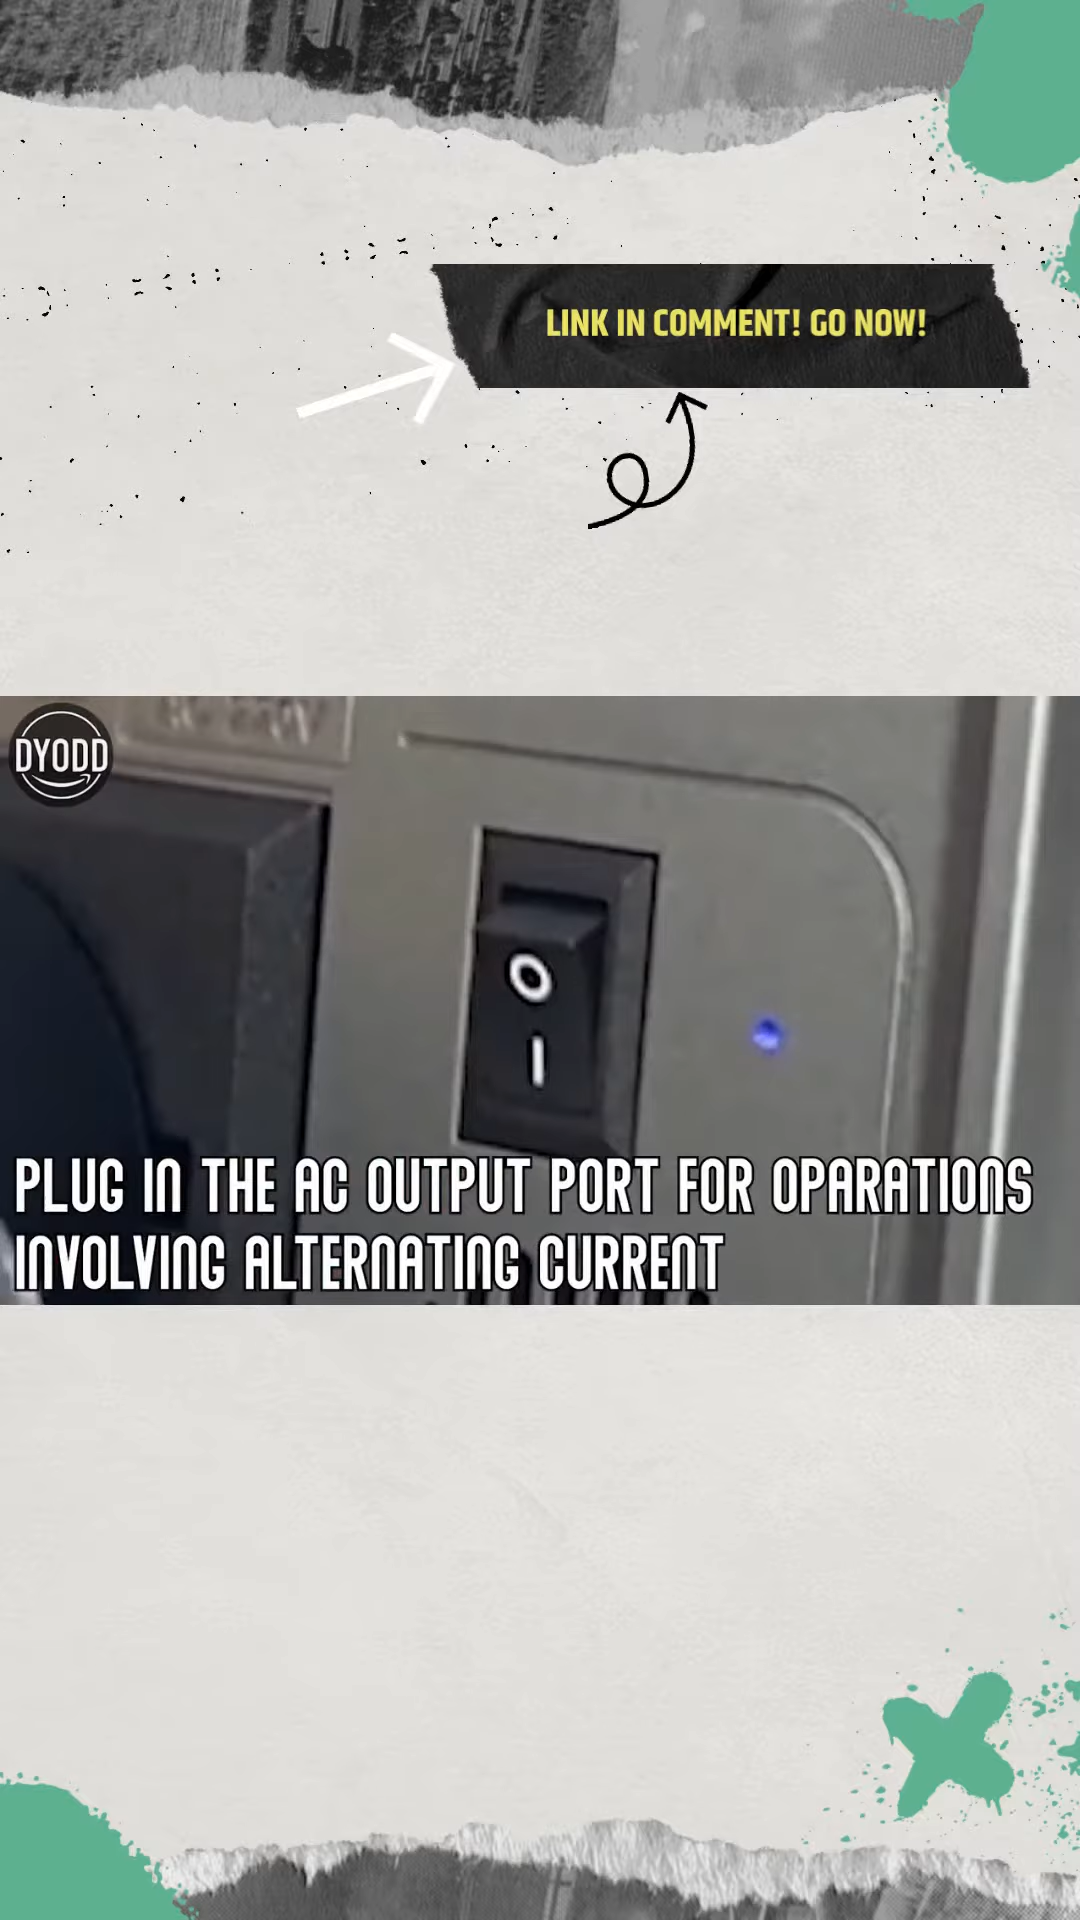 LINK IN COMMENT! GO NOW!
DYODD
O
I
PLUG IN THE AC OUTPUT PORT FOR OPARATIONS
INVOLVING ALTERNATING CURRENT